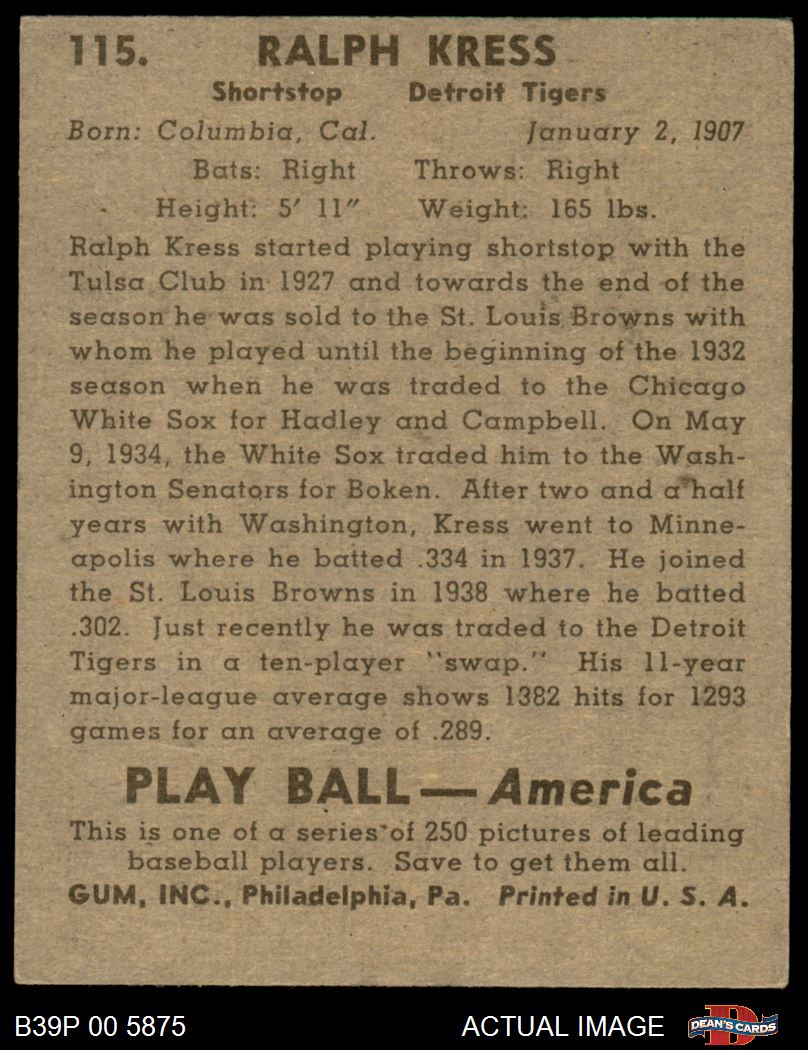 115. RALPH KRESS
Shortstop Detroit Tigers
Born: Columbia, Cal. January 2, 1907
Bats: Right Throws: Right
Height: 5' 11" Weight: 165 lbs.
Ralph Kress started playing shortstop with the
Tulsa Club in 1927 and towards the end of the
season he was sold to the St. Louis Browns with
whom he played until the beginning of the 1932
season when he was traded to the Chicago
White Sox for Hadley and Campbell. On May
9, 1934, the White Sox traded him to the Wash-
ington Senators for Boken. After two and a half
years with Washington, Kress went to Minne-
apolis where he batted .334 in 1937. He joined
the St. Louis Browns in 1938 where he batted
.302. Just recently he was traded to the Detroit
Tigers in a ten-player "swap." His 11-year
major-league average shows 1382 hits for 1293
games for an average of .289.
PLAY BALL—America
This is one of a series of 250 pictures of leading
baseball players. Save to get them all.
GUM, INC., Philadelphia, Pa. Printed in U. S. A.
B39P 00 5875 ACTUAL IMAGE D DEAN'S CARDS